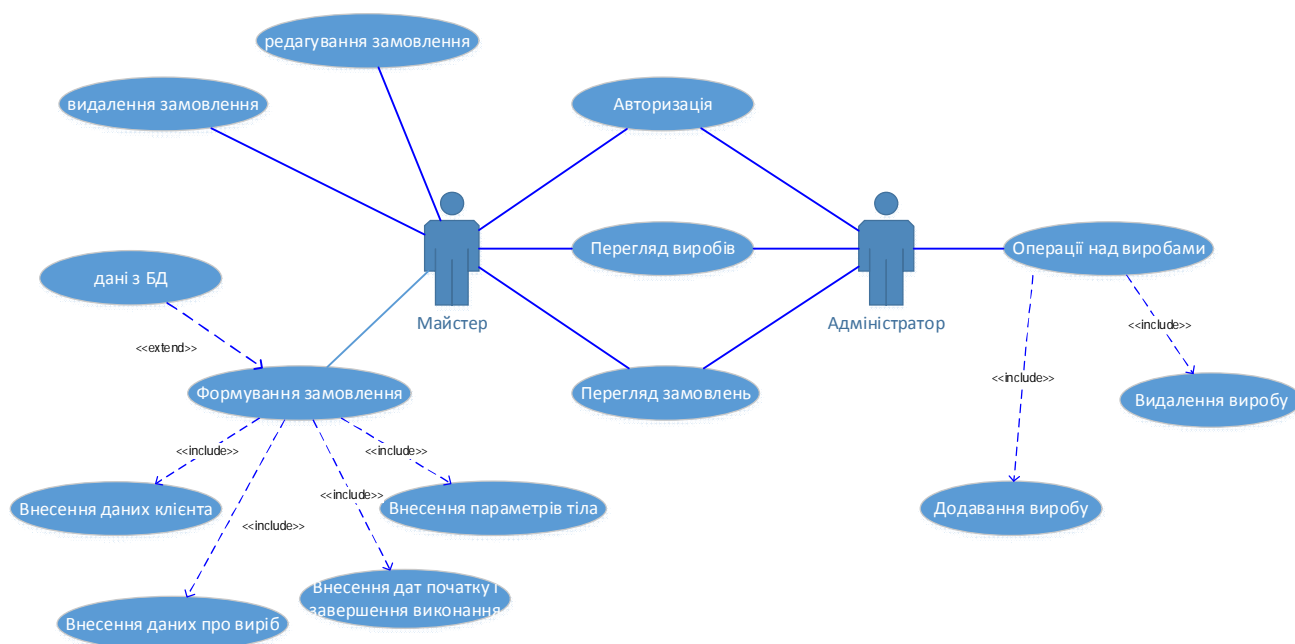 редагування замовлення
видалення замовлення
Авторизація
Перегляд виробів
Операції над виробами
дані з БД
Майстер
Адміністратор
<<include>>
<<extend>>
<<include>>
Формування замовлення
Перегляд замовлень
Видалення виробу
<<include>>
<<include>>
<<include>>
<<include>>
Внесення даних клієнта
Внесення параметрів тіла
Додавання виробу
Внесення дат початку і
завершення виконання
Внесення даних про виріб